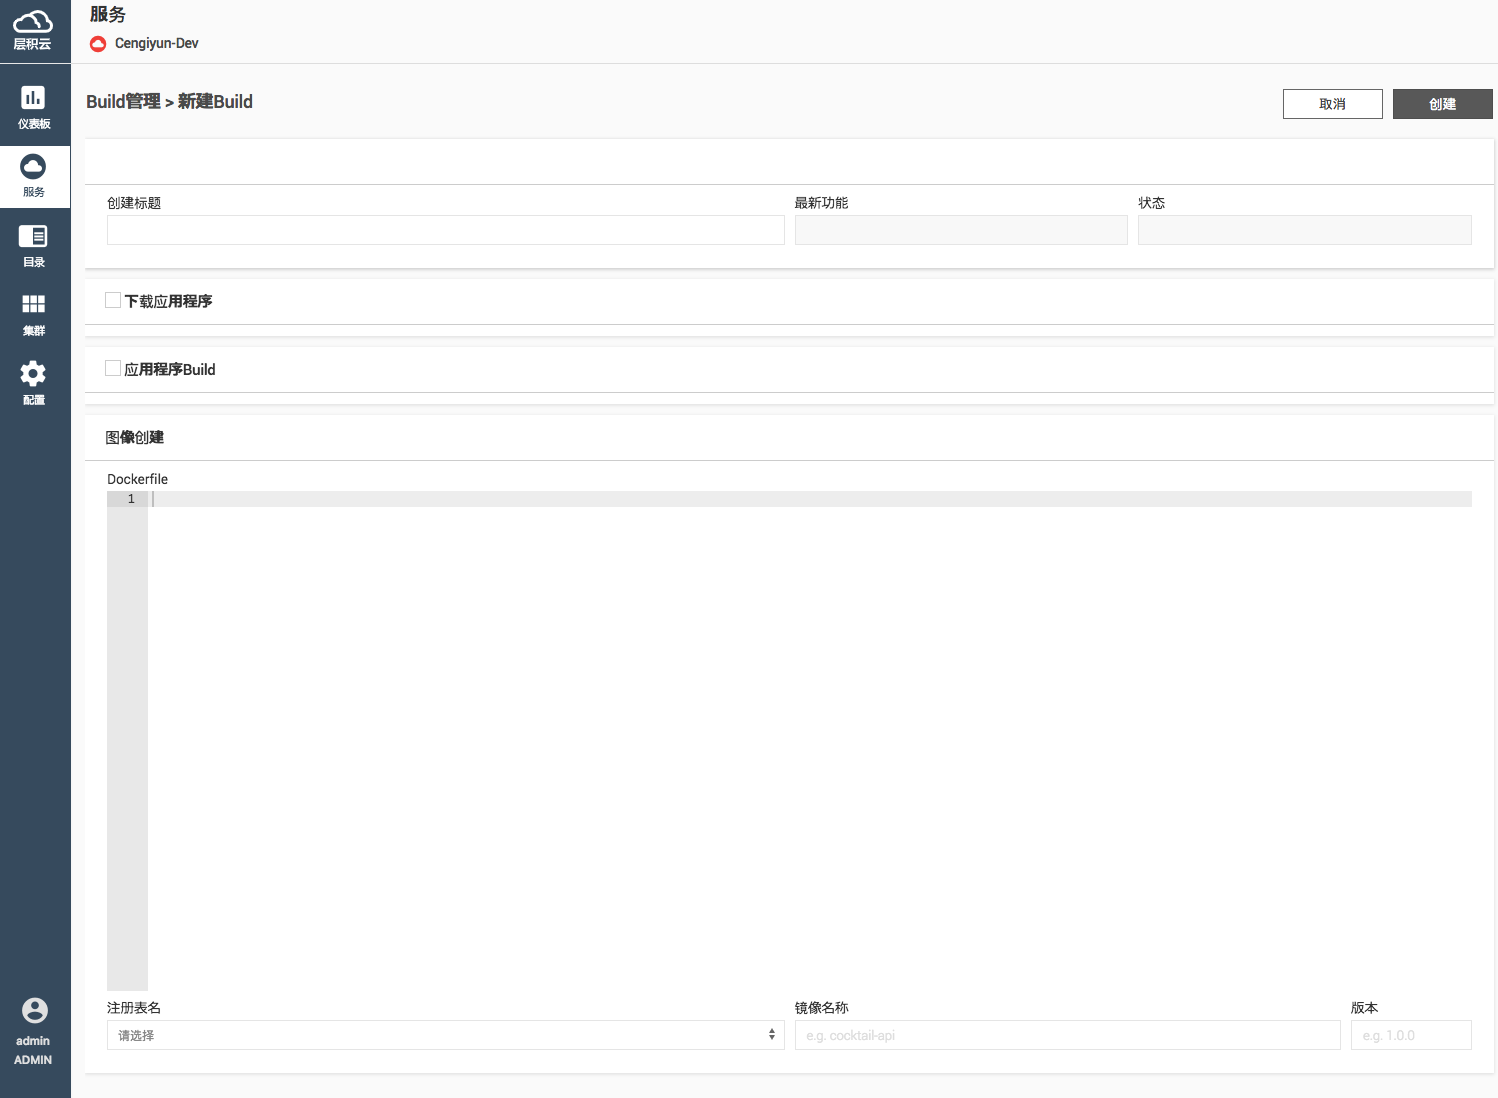 层积云
仪表板
服务
目录
集群
配置
admin
ADMIN
服务
Cengiyun-Dev
Build管理 > 新建Build
取消
创建
创建标题
最新功能
状态
下载应用程序
应用程序Build
图像创建
Dockerfile
1
注册表名
镜像名称
版本
请选择
e.g. cocktail-api
e.g. 1.0.0